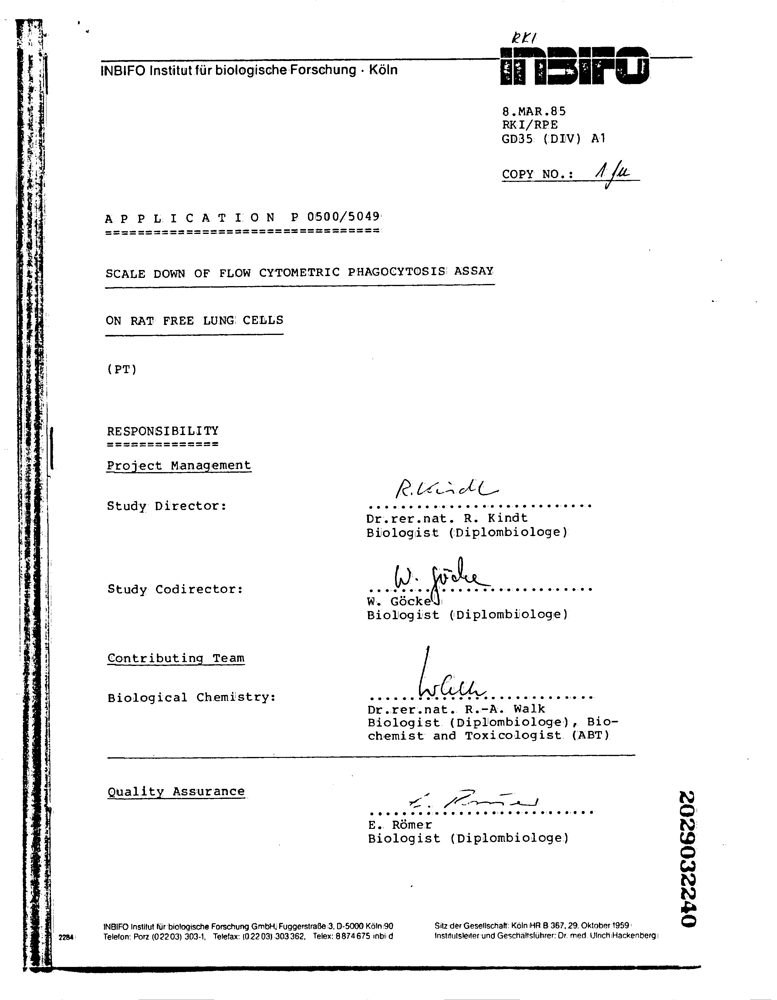 RKI
INBIFO
INBIFO Institut für biologische Forschung · Köln
8.MAR.85
RKI/RPE
GD35 (DIV) A1
COPY NO.: 1
A P P L I C A T I O N P 0500/5049
==================================
SCALE DOWN OF FLOW CYTOMETRIC PHAGOCYTOSIS ASSAY
ON RAT FREE LUNG CELLS
(PT)
RESPONSIBILITY
==============
Project Management
R. Kindt
Study Director: ............................
Dr.rer.nat. R. Kindt
Biologist (Diplombiologe)
W. Göcke
Study Codirector: ............................
W. Göckel
Biologist (Diplombiologe)
Contributing Team
Walk
Biological Chemistry: ............................
Dr.rer.nat. R.-A. Walk
Biologist (Diplombiologe), Bio-
chemist and Toxicologist (ABT)
Quality Assurance
E. Römer
............................
E. Römer
Biologist (Diplombiologe)
2029032240
INBIFO Institut für biologische Forschung GmbH, Fuggerstraße 3, D-5000 Köln 90
Telefon: Porz (02203) 303-1, Telefax: (02203) 303362, Telex: 8874675 inbi d
Sitz der Gesellschaft: Köln HR B 367, 29. Oktober 1959
Institutsleiter und Geschäftsführer: Dr. med. Ulrich Hackenberg
2284